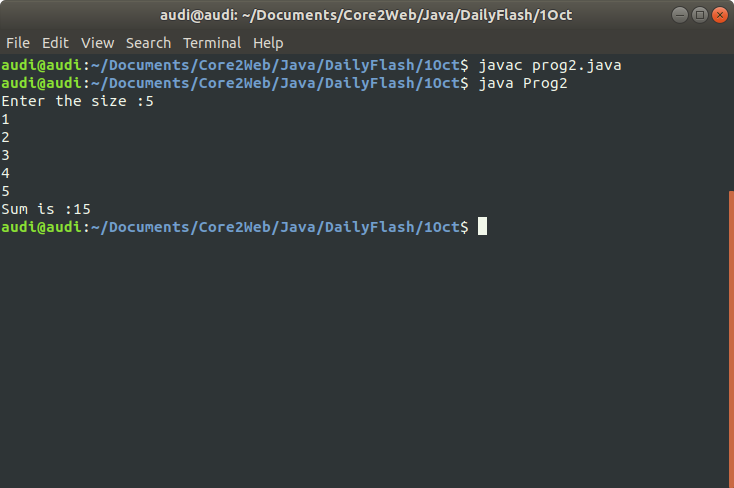 audi@audi: ~/Documents/Core2Web/Java/DailyFlash/1Oct
File Edit View Search Terminal Help
audi@audi:~/Documents/Core2Web/Java/DailyFlash/1Oct$ javac prog2.java
audi@audi:~/Documents/Core2Web/Java/DailyFlash/1Oct$ java Prog2
Enter the size :5
1
2
3
4
5
Sum is :15
audi@audi:~/Documents/Core2Web/Java/DailyFlash/1Oct$